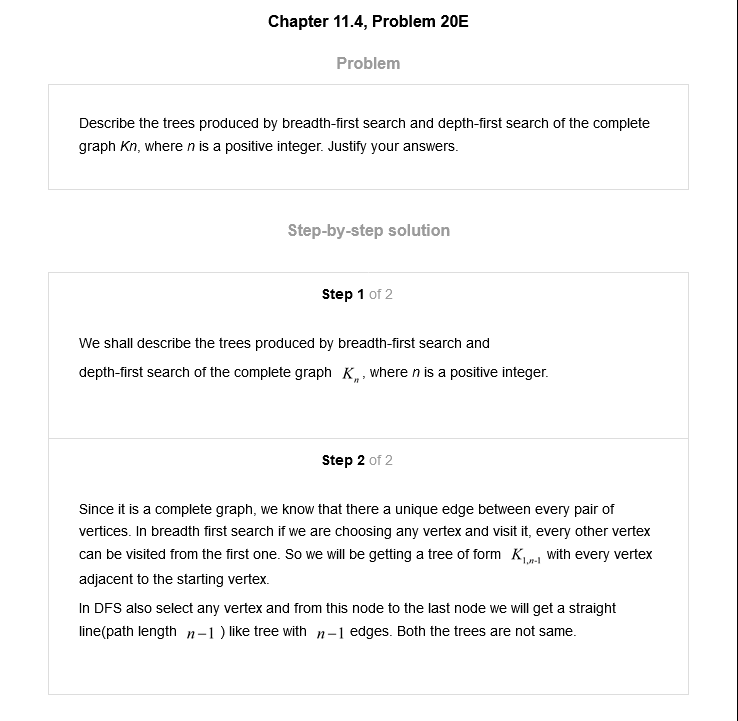 Chapter 11.4, Problem 20E
Problem
Describe the trees produced by breadth-first search and depth-first search of the complete
graph Kn, where n is a positive integer. Justify your answers.
Step-by-step solution
Step 1 of 2
We shall describe the trees produced by breadth-first search and
depth-first search of the complete graph Kₙ, where n is a positive integer.
Step 2 of 2
Since it is a complete graph, we know that there a unique edge between every pair of
vertices. In breadth first search if we are choosing any vertex and visit it, every other vertex
can be visited from the first one. So we will be getting a tree of form K₁,ₙ₋₁ with every vertex
adjacent to the starting vertex.
In DFS also select any vertex and from this node to the last node we will get a straight
line(path length n−1 ) like tree with n−1 edges. Both the trees are not same.